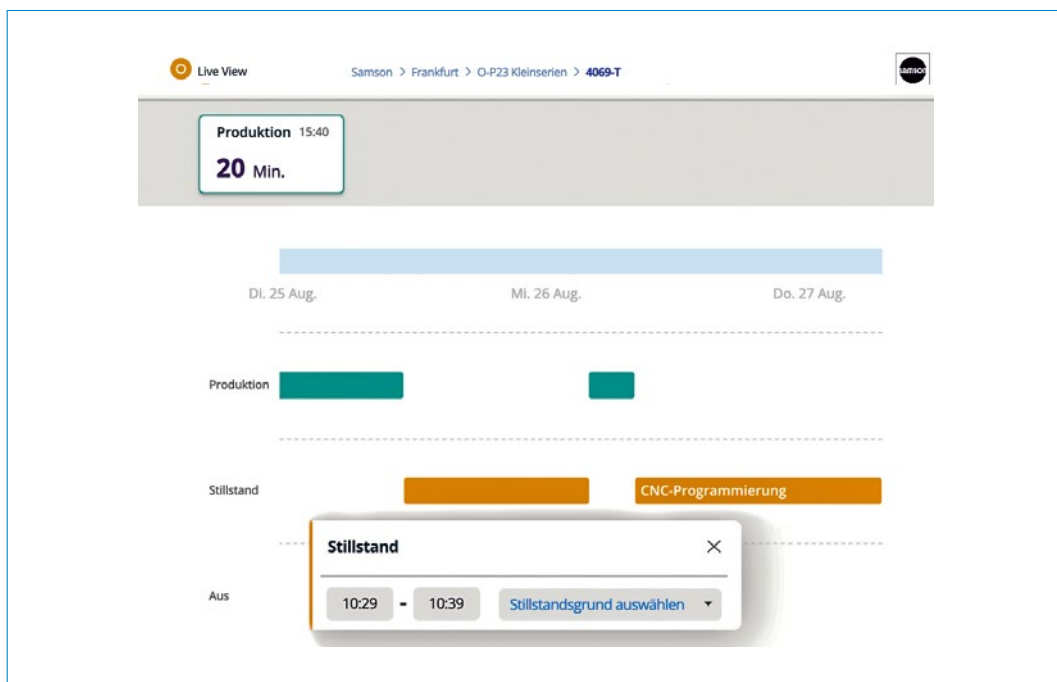 Live View
Samson > Frankfurt > O-P23 Kleinserien > 4069-T
samson
Produktion 15:40
20 Min.
Di. 25 Aug.
Mi. 26 Aug.
Do. 27 Aug.
Produktion
Stillstand
CNC-Programmierung
Stillstand
Aus
10:29 - 10:39
Stillstandsgrund auswählen